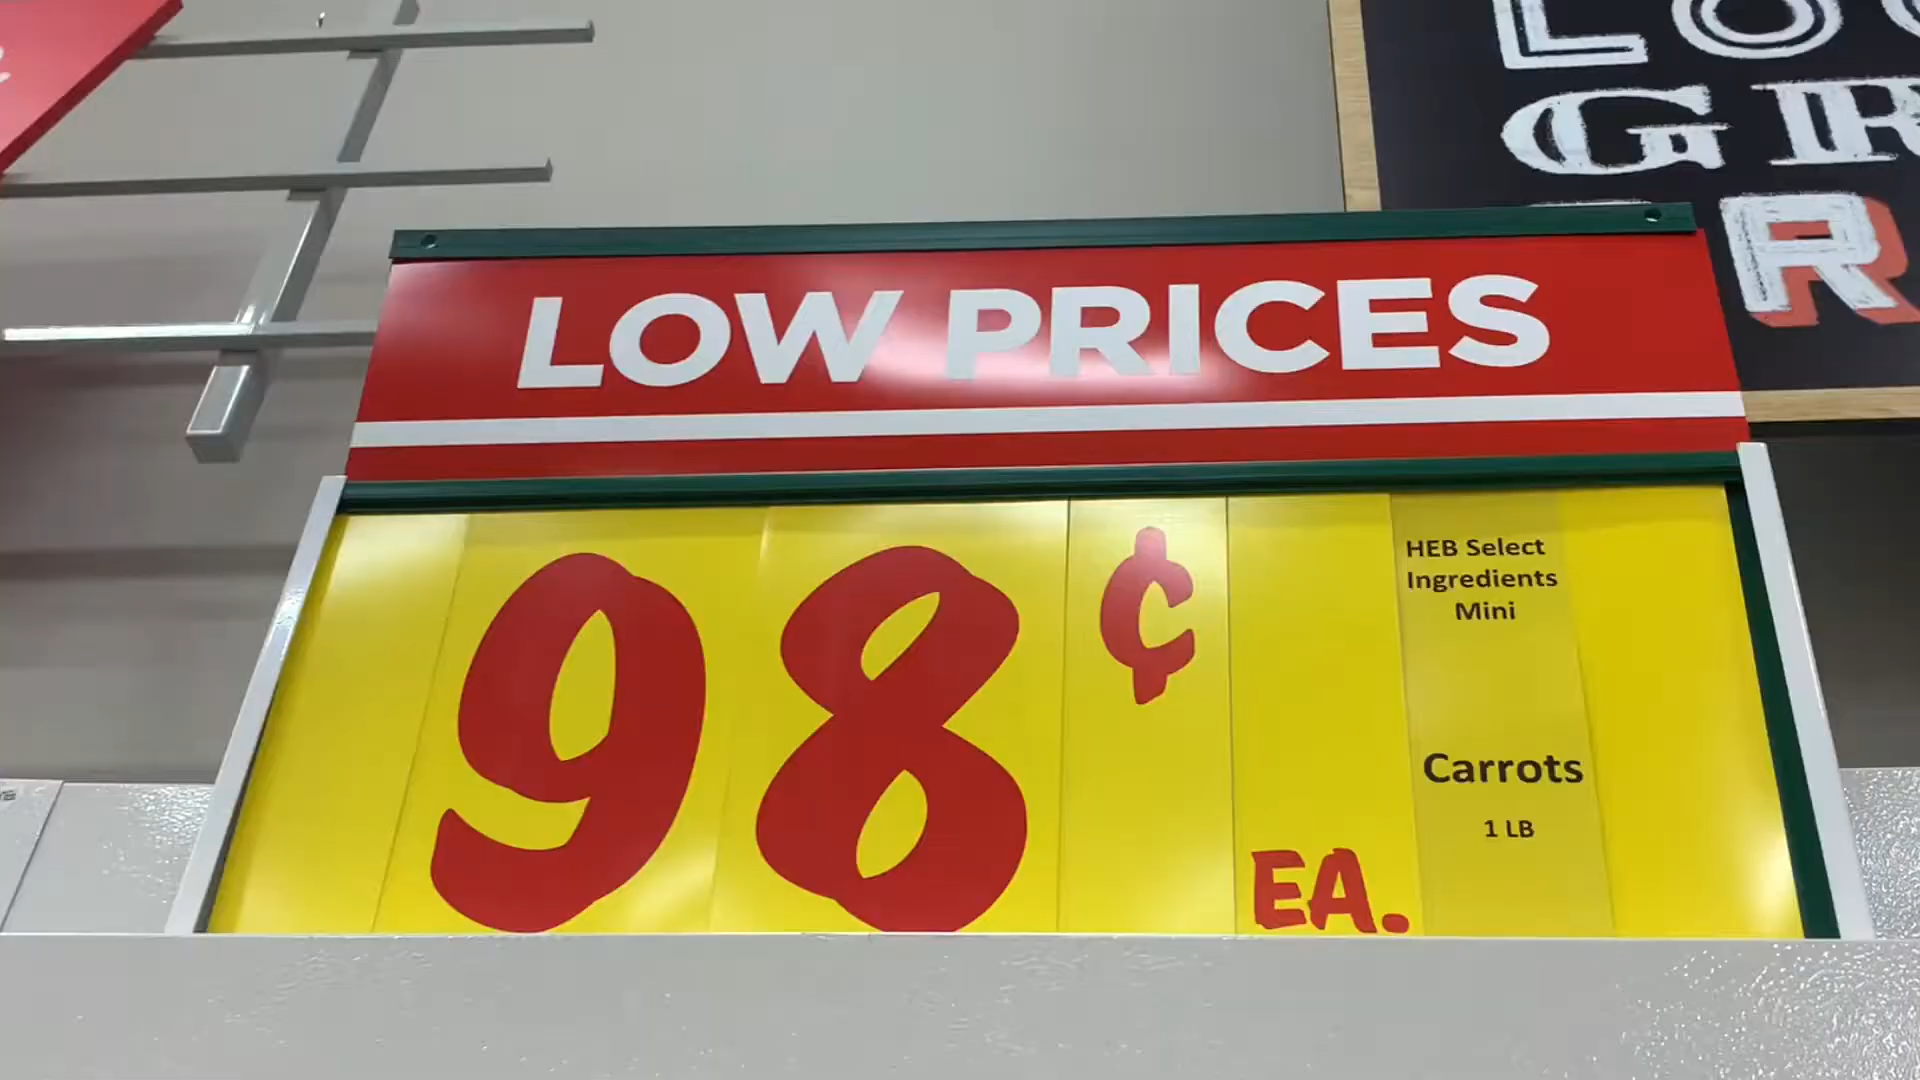 LOW PRICES
98¢
EA.
HEB Select
Ingredients
Mini
Carrots
1 LB